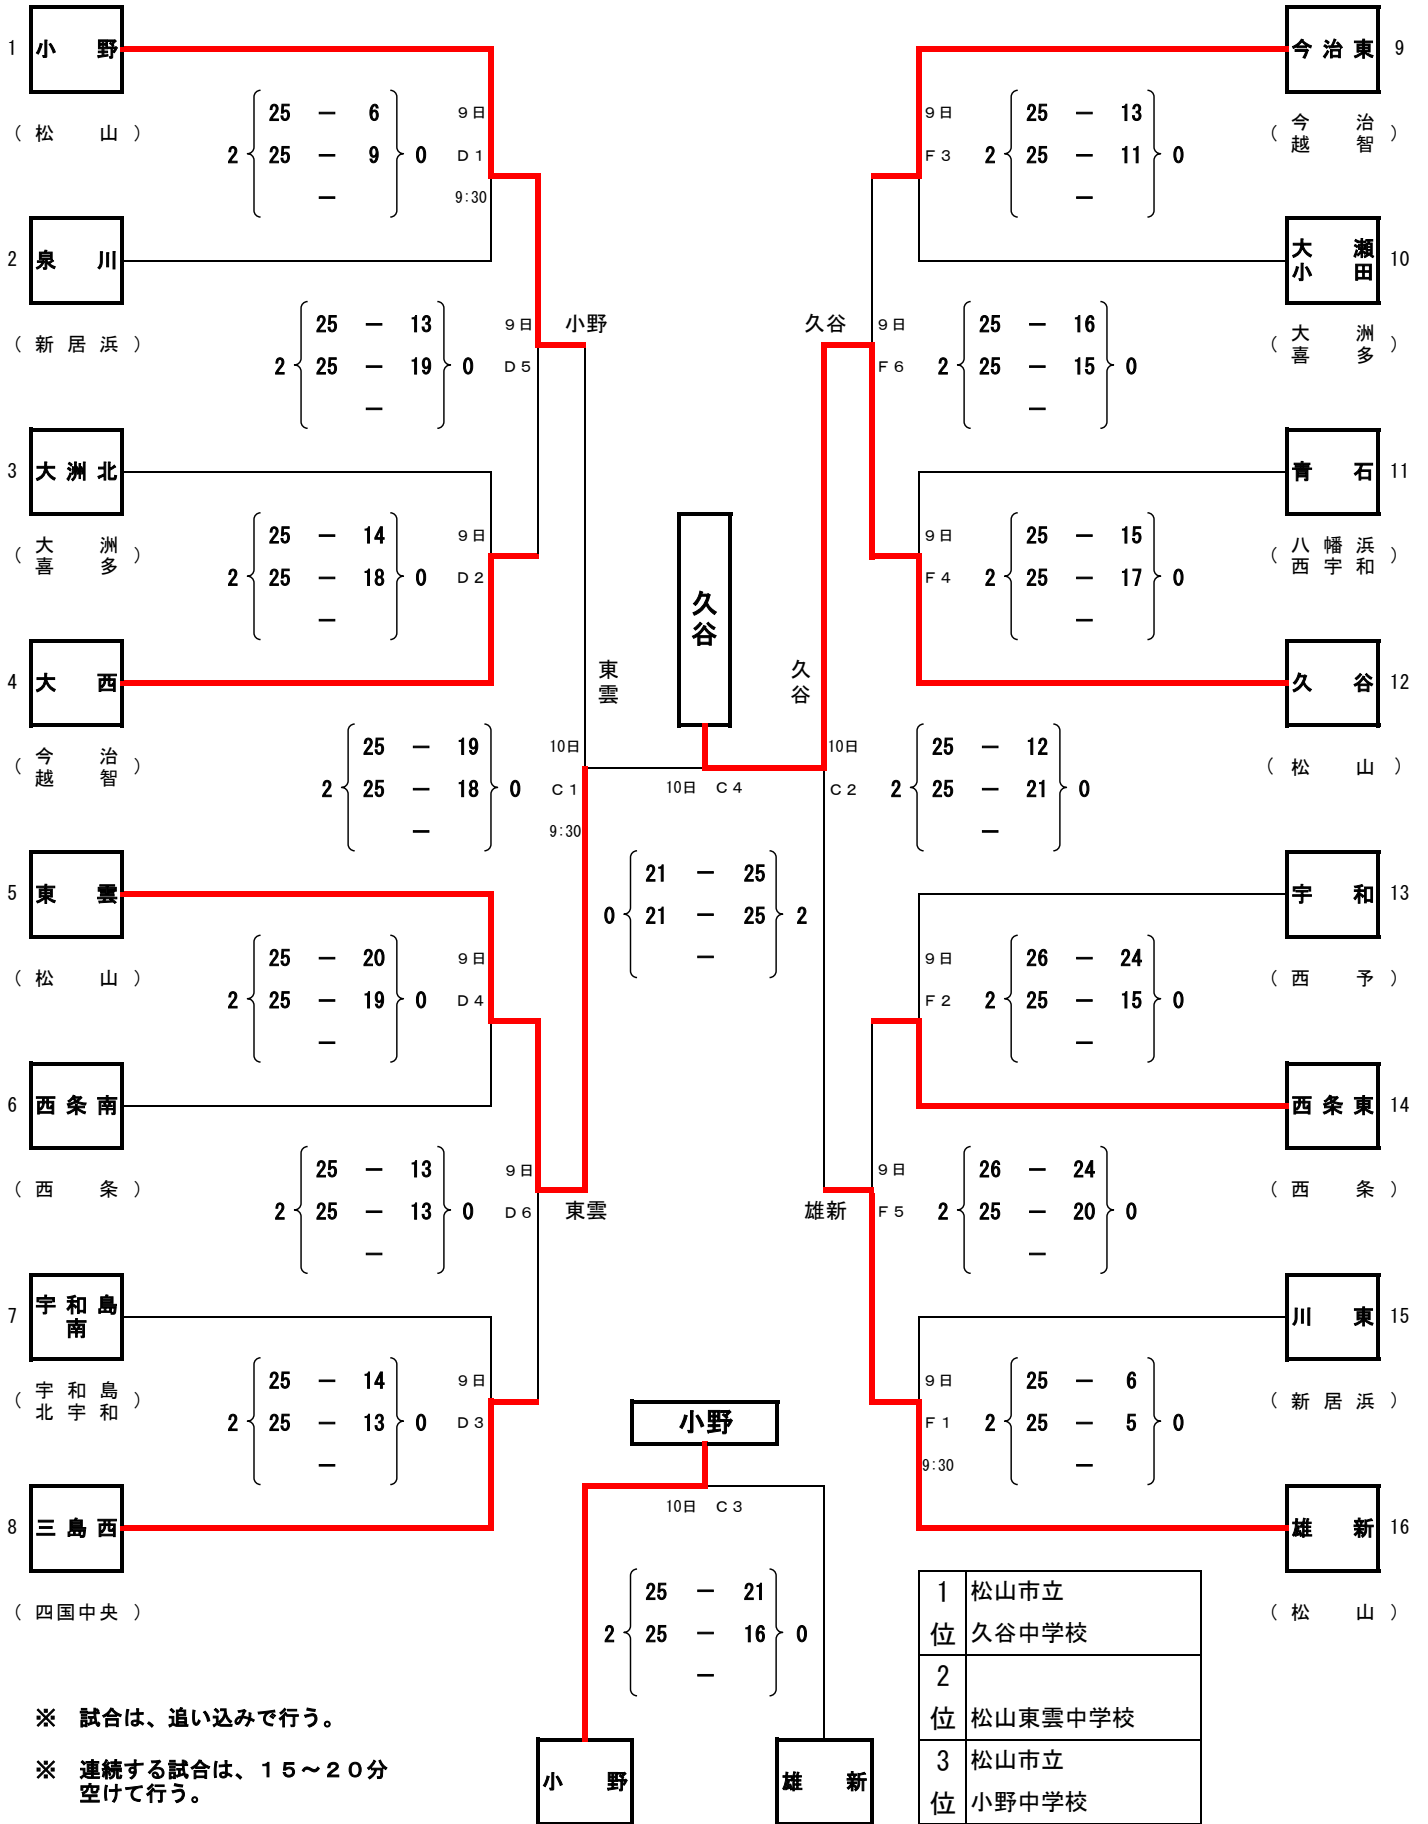 1 小野
（松山）
2 25 － 6 0
25 － 9
－
9日
D1
9:30
2 泉川
（新居浜）
2 25 － 13 0
25 － 19
－
9日
D5
小野
3 大洲北
（大洲喜多）
2 25 － 14 0
25 － 18
－
9日
D2
4 大西
（今治越智）
2 25 － 19 0
25 － 18
－
10日
C1
9:30
東雲
5 東雲
（松山）
2 25 － 20 0
25 － 19
－
9日
D4
6 西条南
（西条）
2 25 － 13 0
25 － 13
－
9日
D6
東雲
7 宇和島南
（宇和島北宇和）
2 25 － 14 0
25 － 13
－
9日
D3
8 三島西
（四国中央）
久谷
10日 C4
0 21 － 25 2
21 － 25
－
今治東 9
（今治越智）
9日
F3
2 25 － 13 0
25 － 11
－
大瀬小田 10
（大洲喜多）
久谷
9日
F6
2 25 － 16 0
25 － 15
－
青石 11
（八幡浜西宇和）
9日
F4
2 25 － 15 0
25 － 17
－
久谷 12
（松山）
久谷
10日
C2
2 25 － 12 0
25 － 21
－
宇和 13
（西予）
9日
F2
2 26 － 24 0
25 － 15
－
西条東 14
（西条）
雄新
9日
F5
2 26 － 24 0
25 － 20
－
川東 15
（新居浜）
9日
F1
9:30
2 25 － 6 0
25 － 5
－
雄新 16
（松山）
小野
10日 C3
2 25 － 21 0
25 － 16
－
小野
雄新
1位 松山市立
久谷中学校
2位 松山東雲中学校
3位 松山市立
小野中学校
※ 試合は、追い込みで行う。
※ 連続する試合は、１５～２０分
空けて行う。